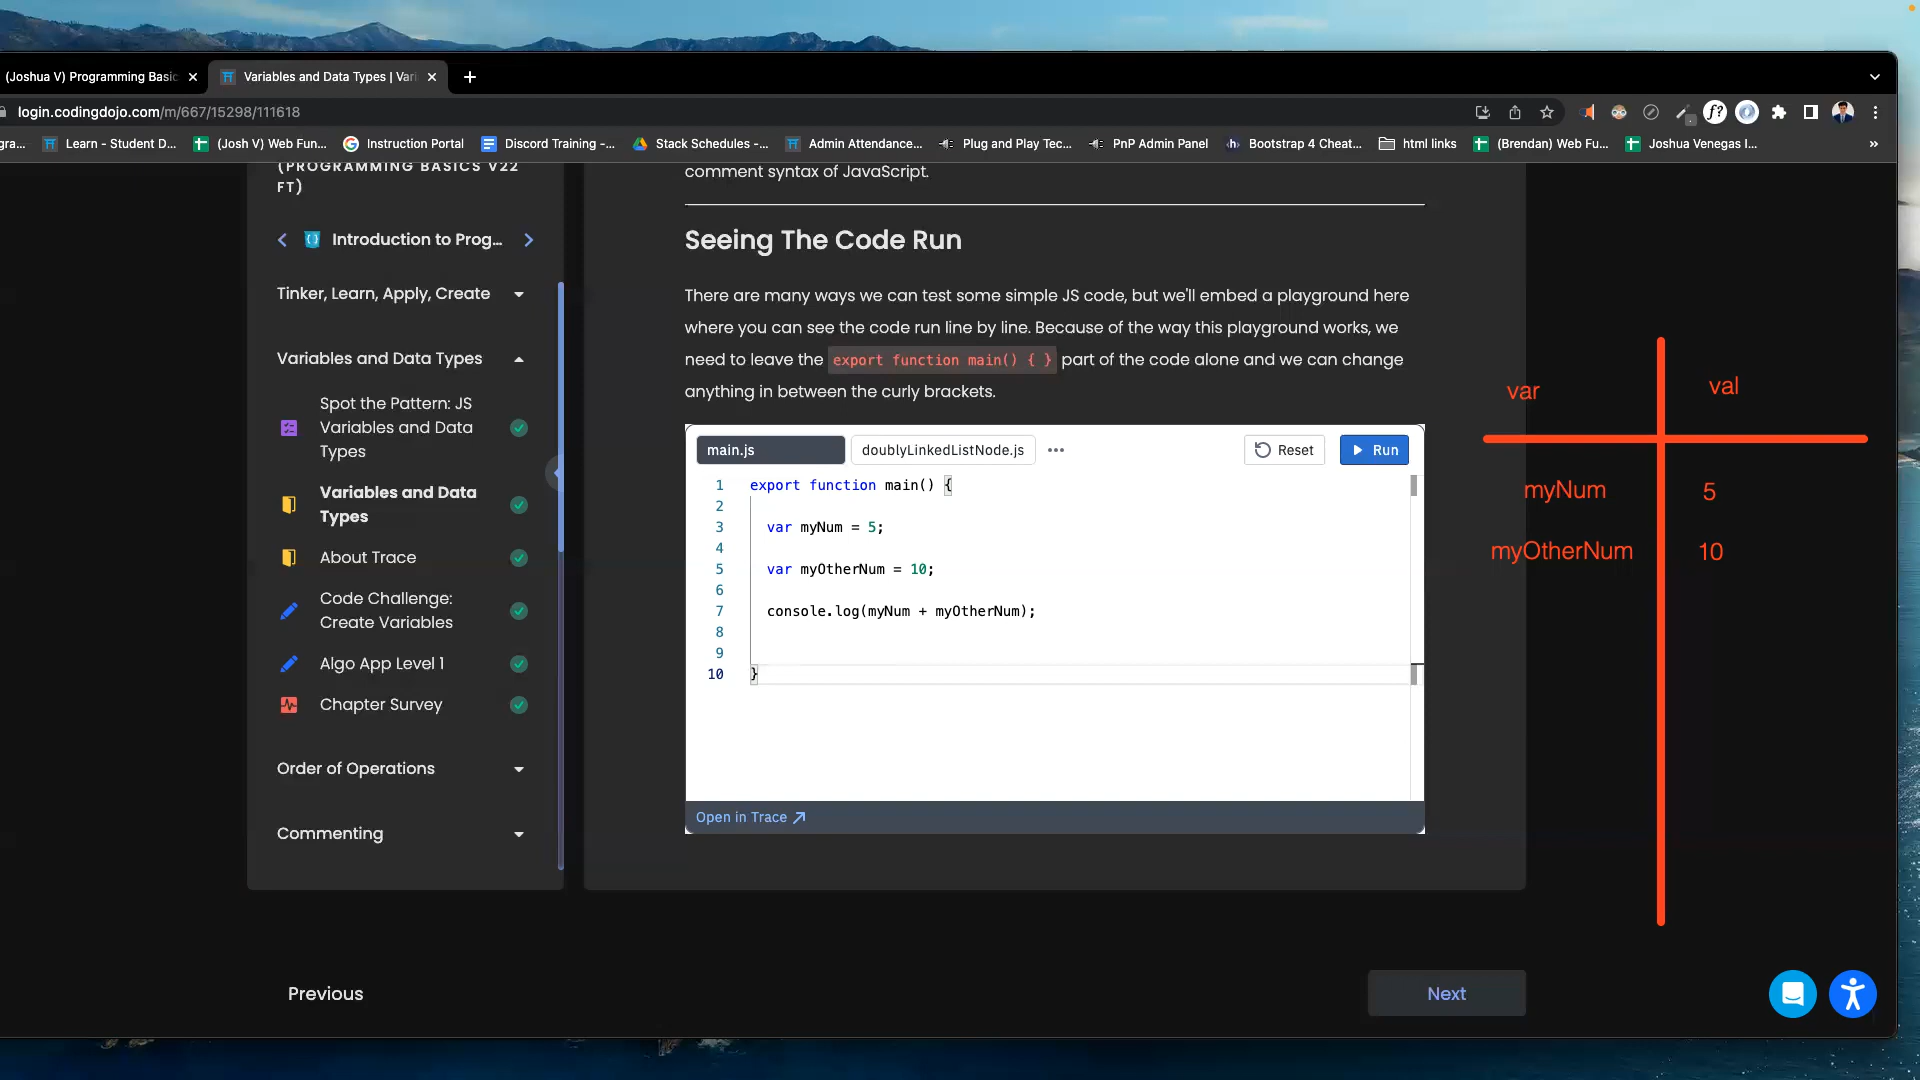 (Joshua V) Programming Basic
Variables and Data Types | Vari
login.codingdojo.com/m/667/15298/111618
f?
gra...
Learn - Student D...
(Josh V) Web Fun...
Instruction Portal
Discord Training -...
Stack Schedules -...
Admin Attendance...
Plug and Play Tec...
PnP Admin Panel
Bootstrap 4 Cheat...
html links
(Brendan) Web Fu...
Joshua Venegas I...
»
(PROGRAMMING BASICS V22
FT)
Introduction to Prog...
Tinker, Learn, Apply, Create
Variables and Data Types
Spot the Pattern: JS
Variables and Data
Types
Variables and Data
Types
About Trace
Code Challenge:
Create Variables
Algo App Level 1
Chapter Survey
Order of Operations
Commenting
comment syntax of JavaScript.
Seeing The Code Run
There are many ways we can test some simple JS code, but we'll embed a playground here
where you can see the code run line by line. Because of the way this playground works, we
need to leave the export function main() { } part of the code alone and we can change
anything in between the curly brackets.
main.js
doublyLinkedListNode.js
Reset
Run
1 export function main() {
2
3 var myNum = 5;
4
5 var myOtherNum = 10;
6
7 console.log(myNum + myOtherNum);
8
9
10 }
Open in Trace
var val
myNum 5
myOtherNum 10
Previous
Next